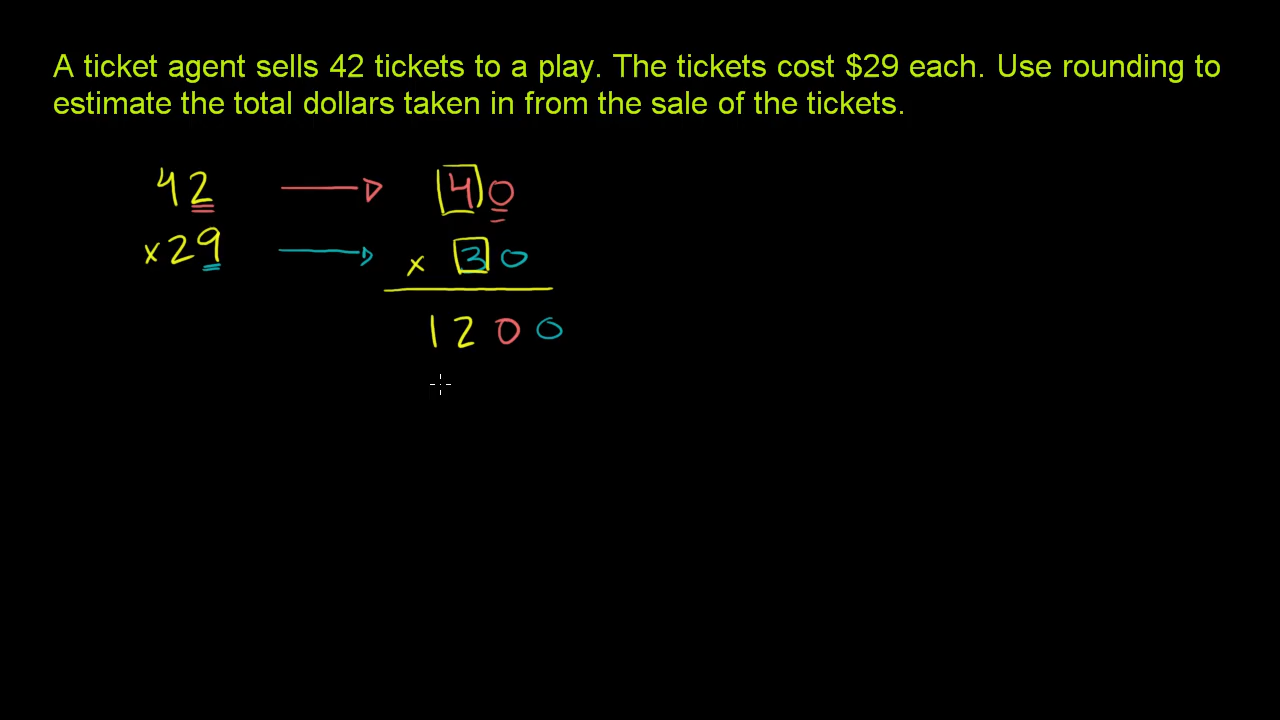 A ticket agent sells 42 tickets to a play. The tickets cost $29 each. Use rounding to
estimate the total dollars taken in from the sale of the tickets.
42 40
x 29 x 30
1200